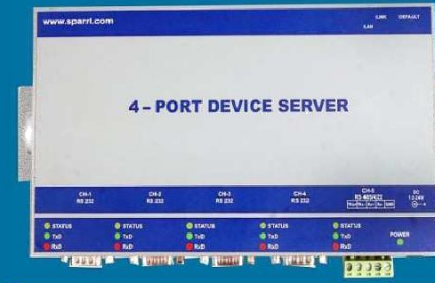 www.sparrl.com
LINK DEFAULT
LAN
4 - PORT DEVICE SERVER
CH-1 CH-2 CH-3 CH-4 CH-5 DC
RS 232 RS 232 RS 232 RS 232 RS 485/422
STATUS STATUS STATUS STATUS STATUS
TxD TxD TxD TxD TxD POWER
RxD RxD RxD RxD RxD